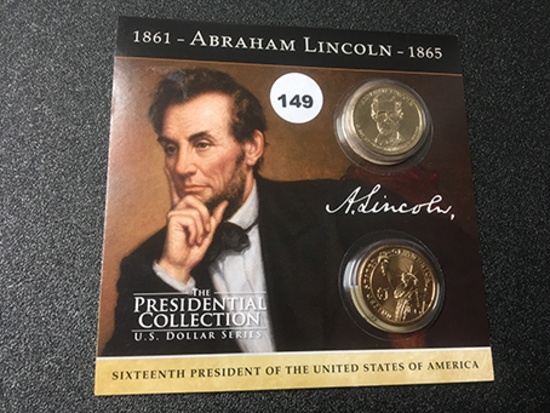 1861 - ABRAHAM LINCOLN - 1865
149
A. Lincoln.
THE
PRESIDENTIAL
COLLECTION
U.S. DOLLAR SERIES
$1
SIXTEENTH PRESIDENT OF THE UNITED STATES OF AMERICA